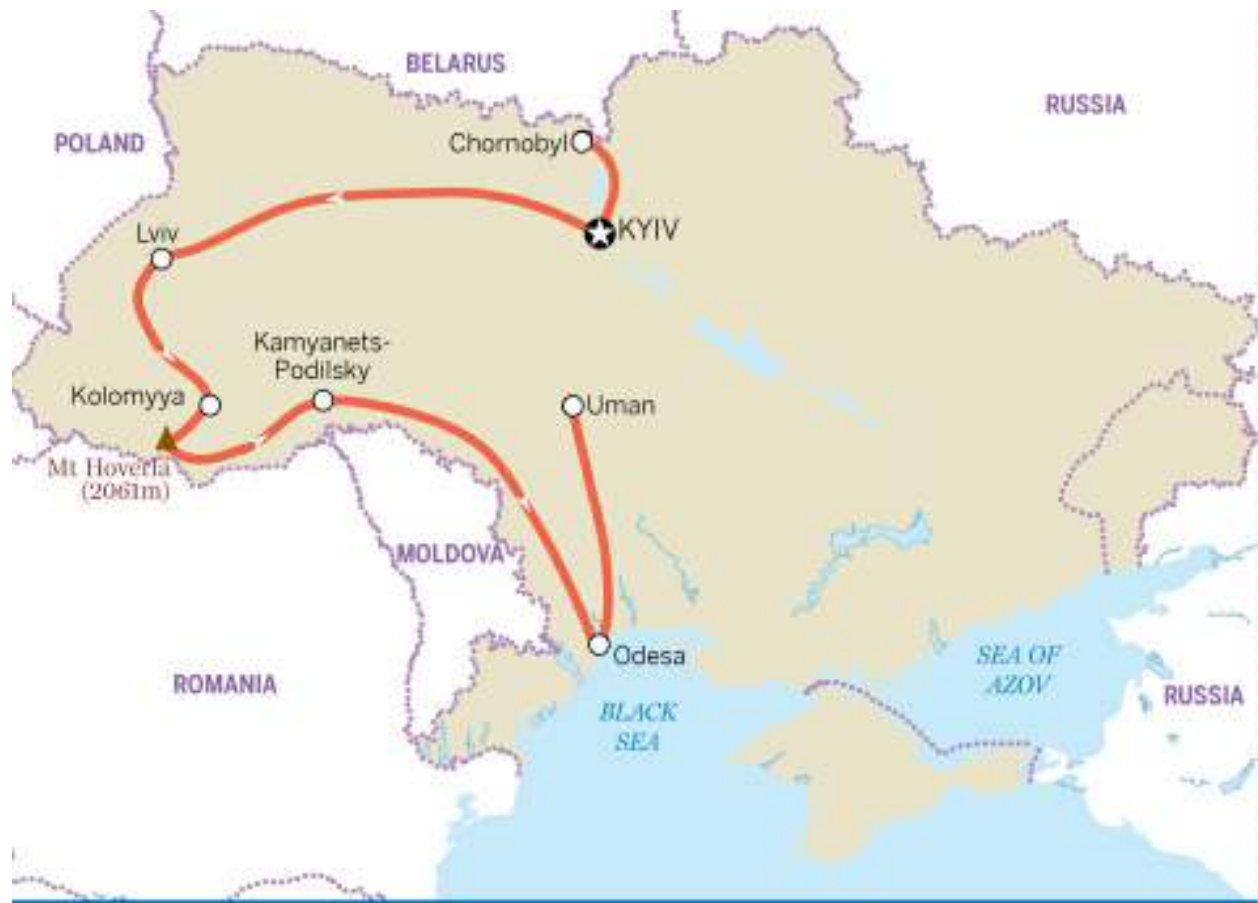 BELARUS
RUSSIA
POLAND
Chornobyl
KYIV
Lviv
Kamyanets-
Podilsky
Kolomyya
Uman
Mt Hoverla
(2061m)
MOLDOVA
Odesa
SEA OF
AZOV
ROMANIA
RUSSIA
BLACK
SEA